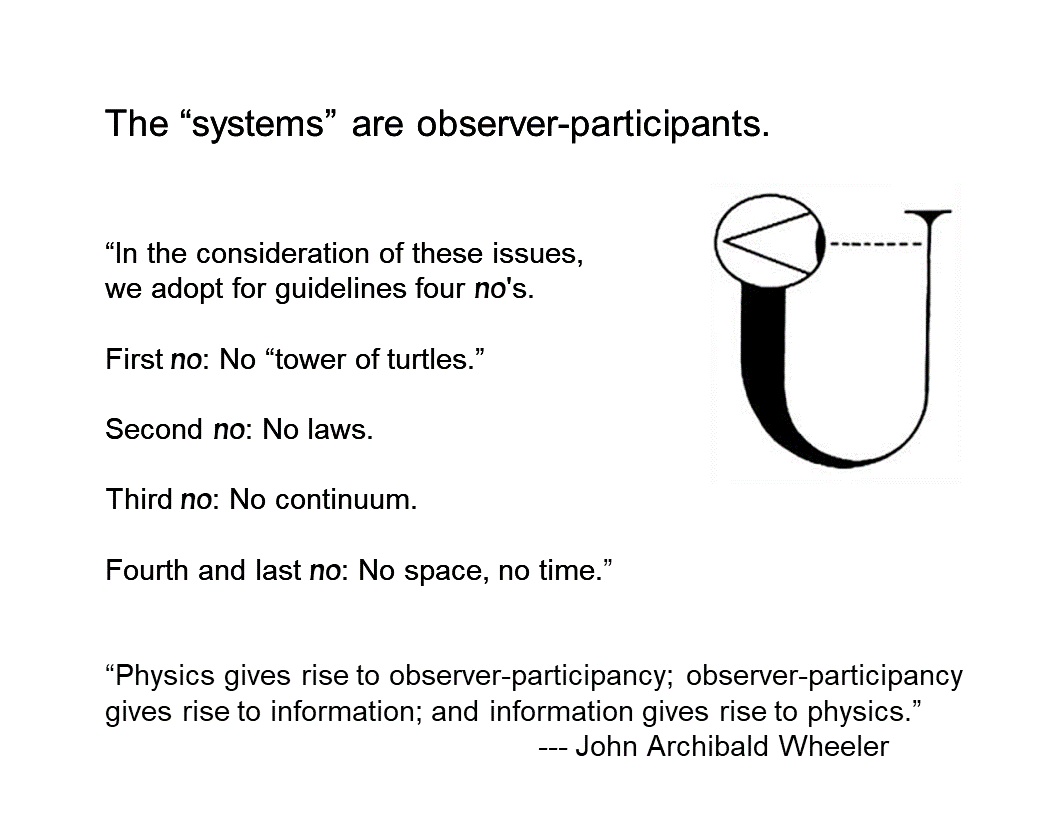 The “systems” are observer-participants.
“In the consideration of these issues,
we adopt for guidelines four no's.
First no: No “tower of turtles.”
Second no: No laws.
Third no: No continuum.
Fourth and last no: No space, no time.”
“Physics gives rise to observer-participancy; observer-participancy
gives rise to information; and information gives rise to physics.”
--- John Archibald Wheeler